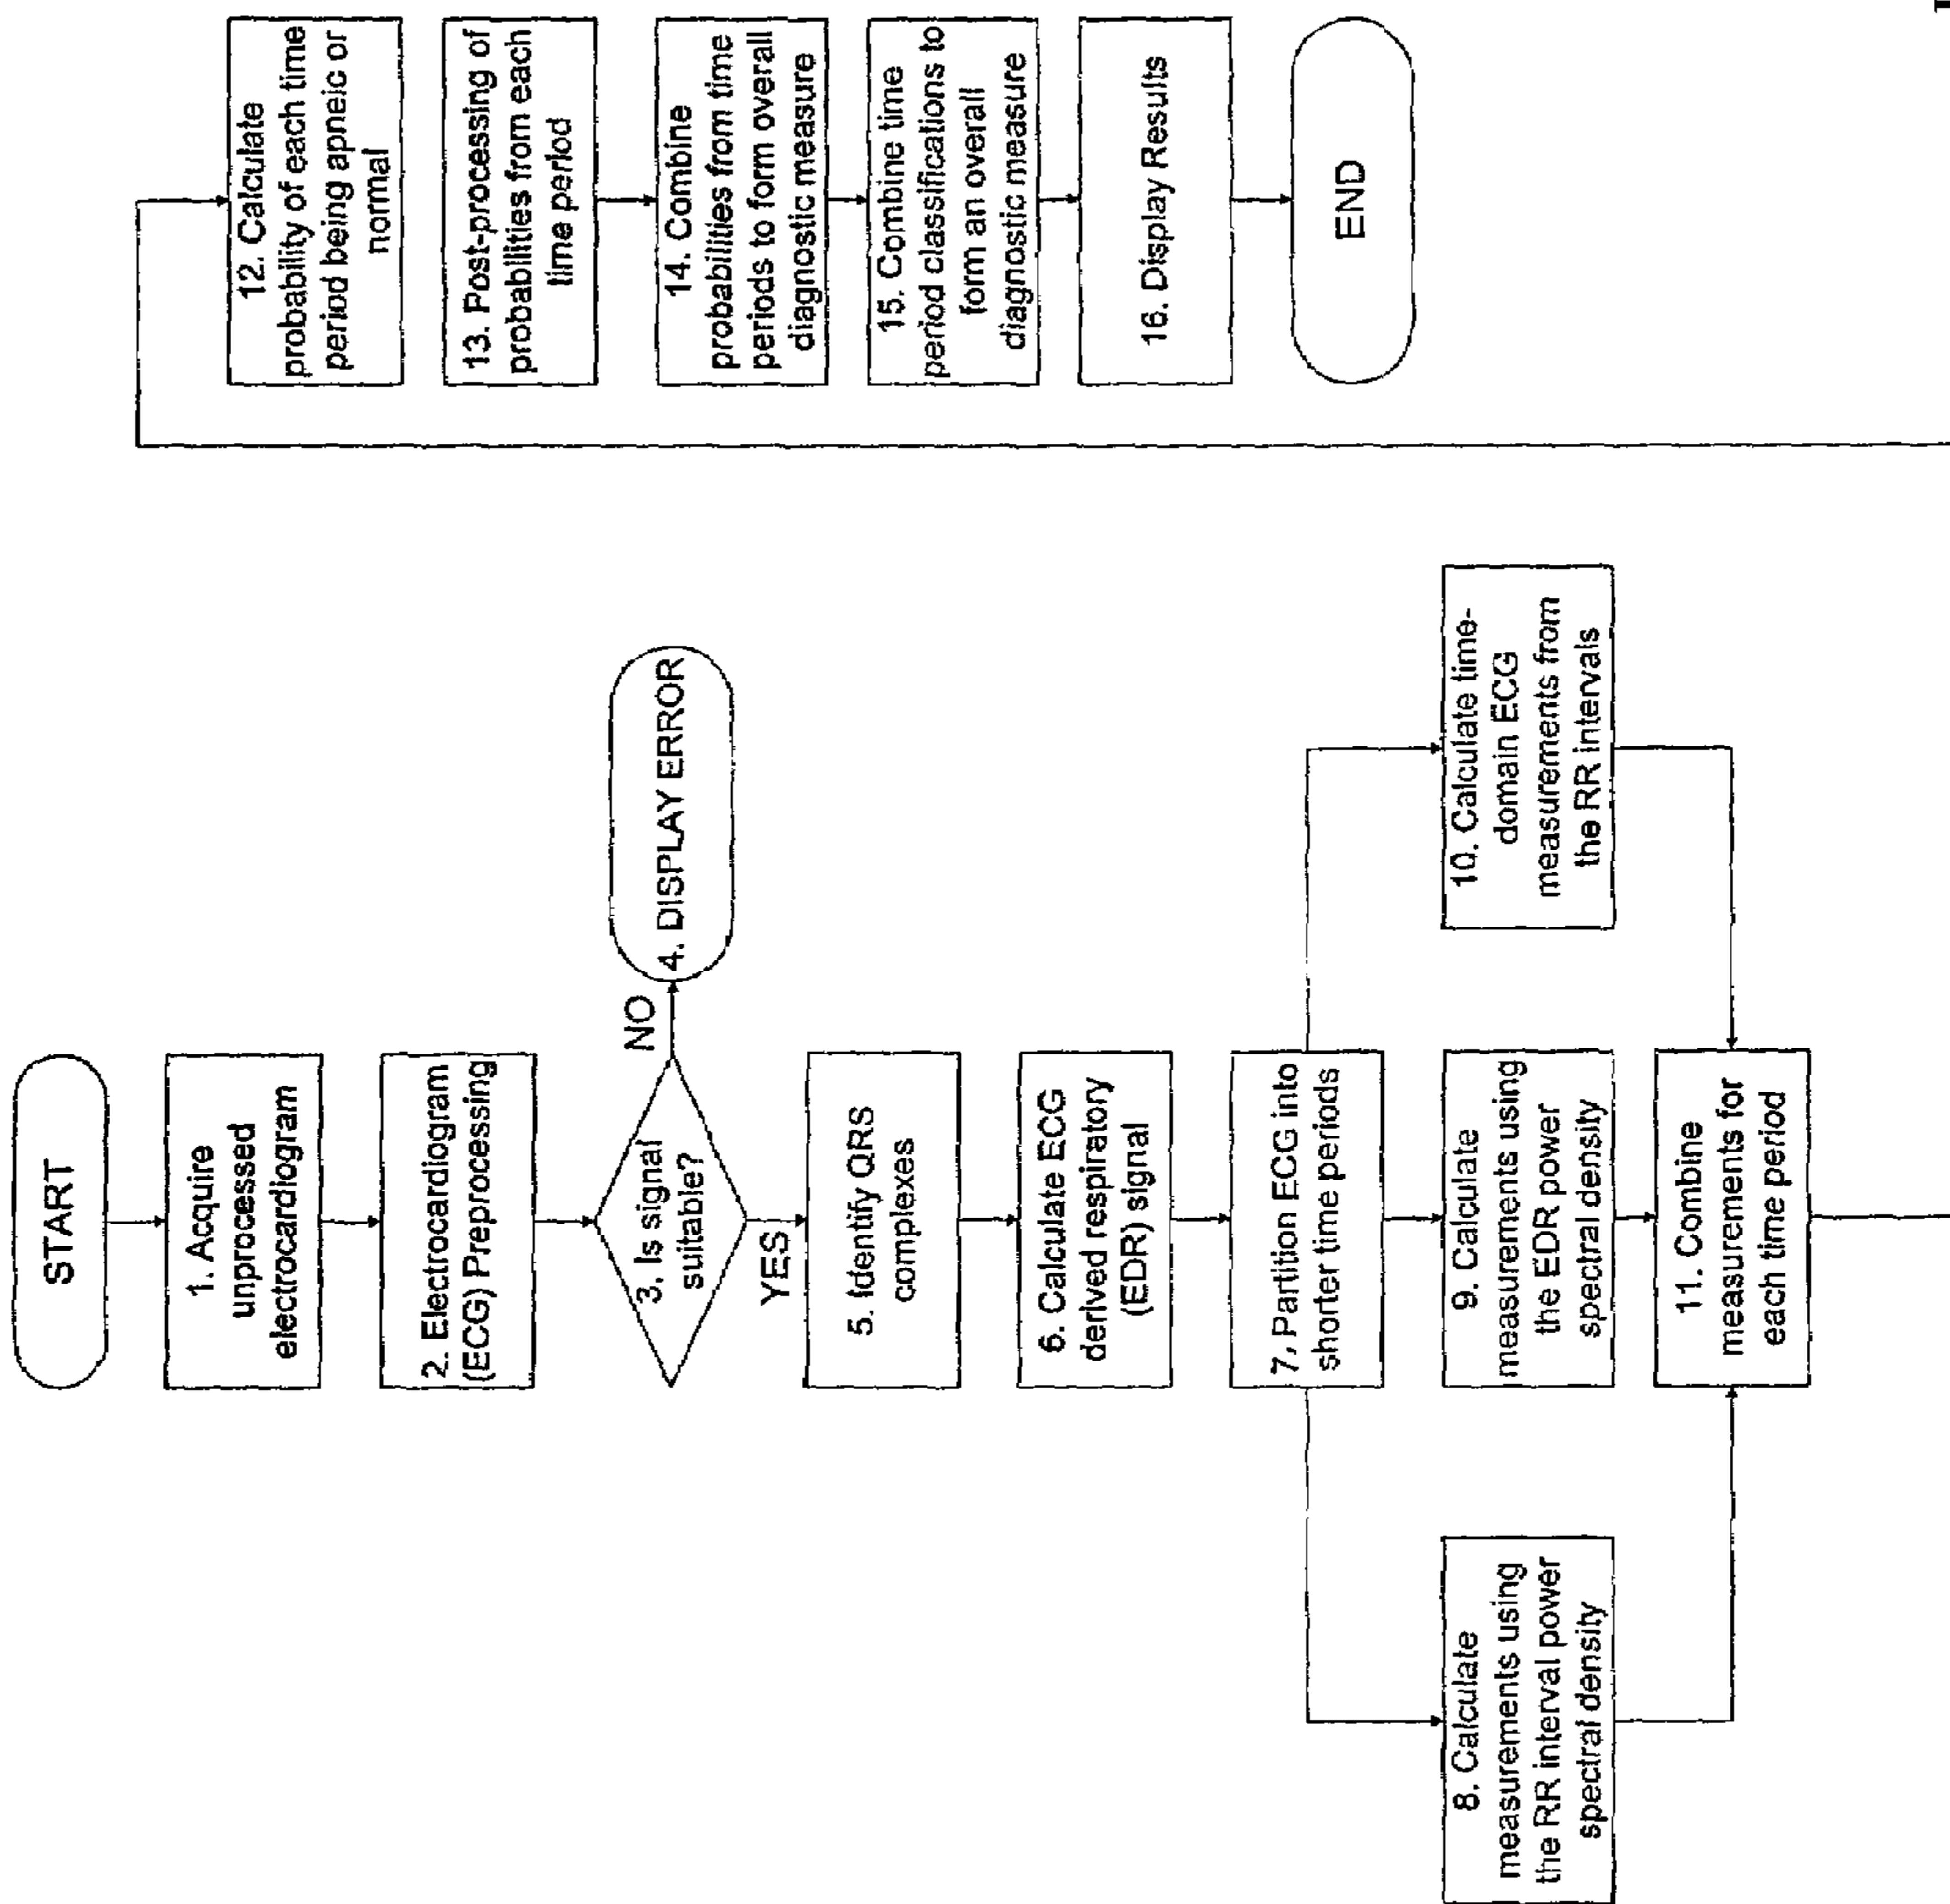 START
1. Acquire
unprocessed
electrocardiogram
2. Electrocardiogram
(ECG) Preprocessing
3. Is signal
suitable?
NO
4. DISPLAY ERROR
YES
5. Identify QRS
complexes
6. Calculate ECG
derived respiratory
(EDR) signal
7. Partition ECG into
shorter time periods
8. Calculate
measurements using
the RR interval power
spectral density
9. Calculate
measurements using
the EDR power
spectral density
10. Calculate time-
domain ECG
measurements from
the RR intervals
11. Combine
measurements for
each time period
12. Calculate
probability of each time
period being apneic or
normal
13. Post-processing of
probabilities from each
time period
14. Combine
probabilities from time
periods to form overall
diagnostic measure
15. Combine time
period classifications to
form an overall
diagnostic measure
16. Display Results
END